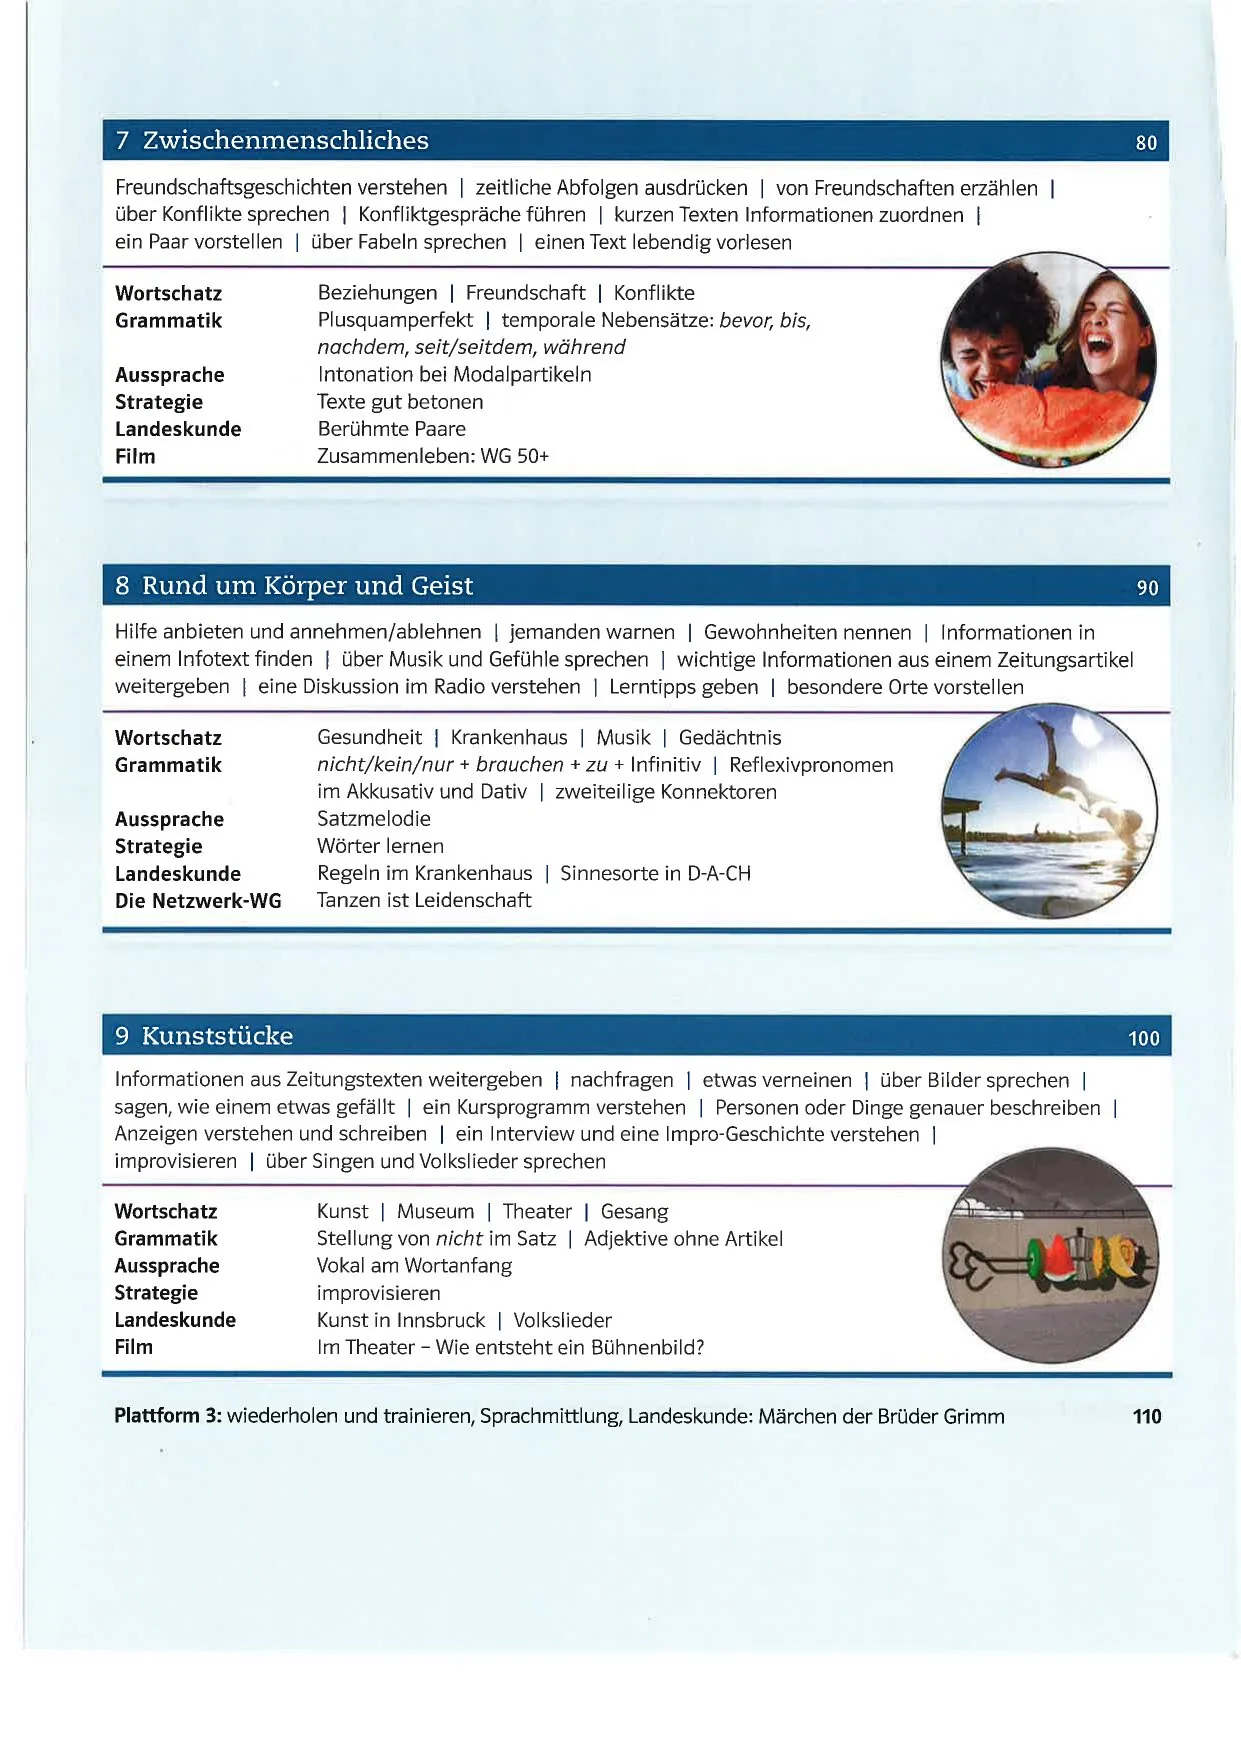 7 Zwischenmenschliches 80
Freundschaftsgeschichten verstehen | zeitliche Abfolgen ausdrücken | von Freundschaften erzählen |
über Konflikte sprechen | Konfliktgespräche führen | kurzen Texten Informationen zuordnen |
ein Paar vorstellen | über Fabeln sprechen | einen Text lebendig vorlesen
Wortschatz Beziehungen | Freundschaft | Konflikte
Grammatik Plusquamperfekt | temporale Nebensätze: bevor, bis,
nachdem, seit/seitdem, während
Aussprache Intonation bei Modalpartikeln
Strategie Texte gut betonen
Landeskunde Berühmte Paare
Film Zusammenleben: WG 50+
8 Rund um Körper und Geist 90
Hilfe anbieten und annehmen/ablehnen | jemanden warnen | Gewohnheiten nennen | Informationen in
einem Infotext finden | über Musik und Gefühle sprechen | wichtige Informationen aus einem Zeitungsartikel
weitergeben | eine Diskussion im Radio verstehen | Lerntipps geben | besondere Orte vorstellen
Wortschatz Gesundheit | Krankenhaus | Musik | Gedächtnis
Grammatik nicht/kein/nur + brauchen + zu + Infinitiv | Reflexivpronomen
im Akkusativ und Dativ | zweiteilige Konnektoren
Aussprache Satzmelodie
Strategie Wörter lernen
Landeskunde Regeln im Krankenhaus | Sinnesorte in D-A-CH
Die Netzwerk-WG Tanzen ist Leidenschaft
9 Kunststücke 100
Informationen aus Zeitungstexten weitergeben | nachfragen | etwas verneinen | über Bilder sprechen |
sagen, wie einem etwas gefällt | ein Kursprogramm verstehen | Personen oder Dinge genauer beschreiben |
Anzeigen verstehen und schreiben | ein Interview und eine Impro-Geschichte verstehen |
improvisieren | über Singen und Volkslieder sprechen
Wortschatz Kunst | Museum | Theater | Gesang
Grammatik Stellung von nicht im Satz | Adjektive ohne Artikel
Aussprache Vokal am Wortanfang
Strategie improvisieren
Landeskunde Kunst in Innsbruck | Volkslieder
Film Im Theater – Wie entsteht ein Bühnenbild?
Plattform 3: wiederholen und trainieren, Sprachmittlung, Landeskunde: Märchen der Brüder Grimm 110